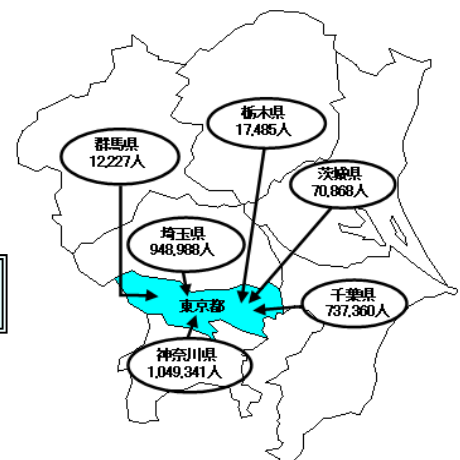 栃木県
17,485人
群馬県
12,227人
茨城県
70,868人
埼玉県
948,988人
千葉県
737,360人
東京都
神奈川県
1,049,341人